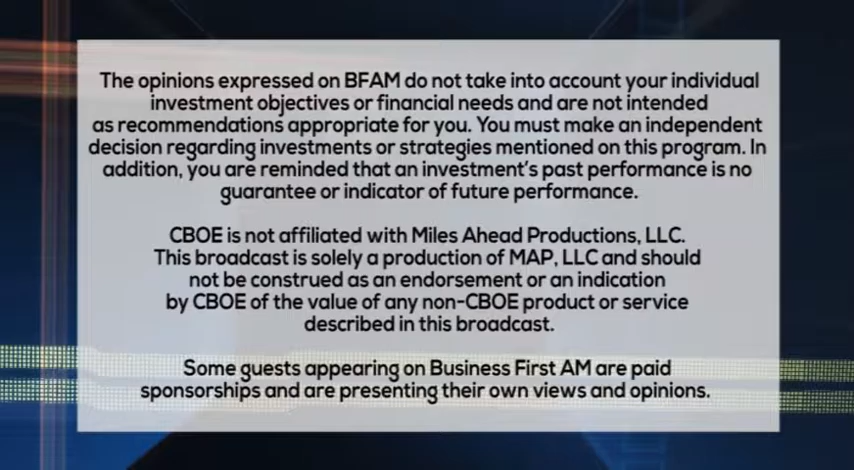 The opinions expressed on BFAM do not take into account your individual
investment objectives or financial needs and are not intended
as recommendations appropriate for you. You must make an independent
decision regarding investments or strategies mentioned on this program. In
addition, you are reminded that an investment's past performance is no
guarantee or indicator of future performance.
CBOE is not affiliated with Miles Ahead Productions, LLC.
This broadcast is solely a production of MAP, LLC and should
not be construed as an endorsement or an indication
by CBOE of the value of any non-CBOE product or service
described in this broadcast.
Some guests appearing on Business First AM are paid
sponsorships and are presenting their own views and opinions.